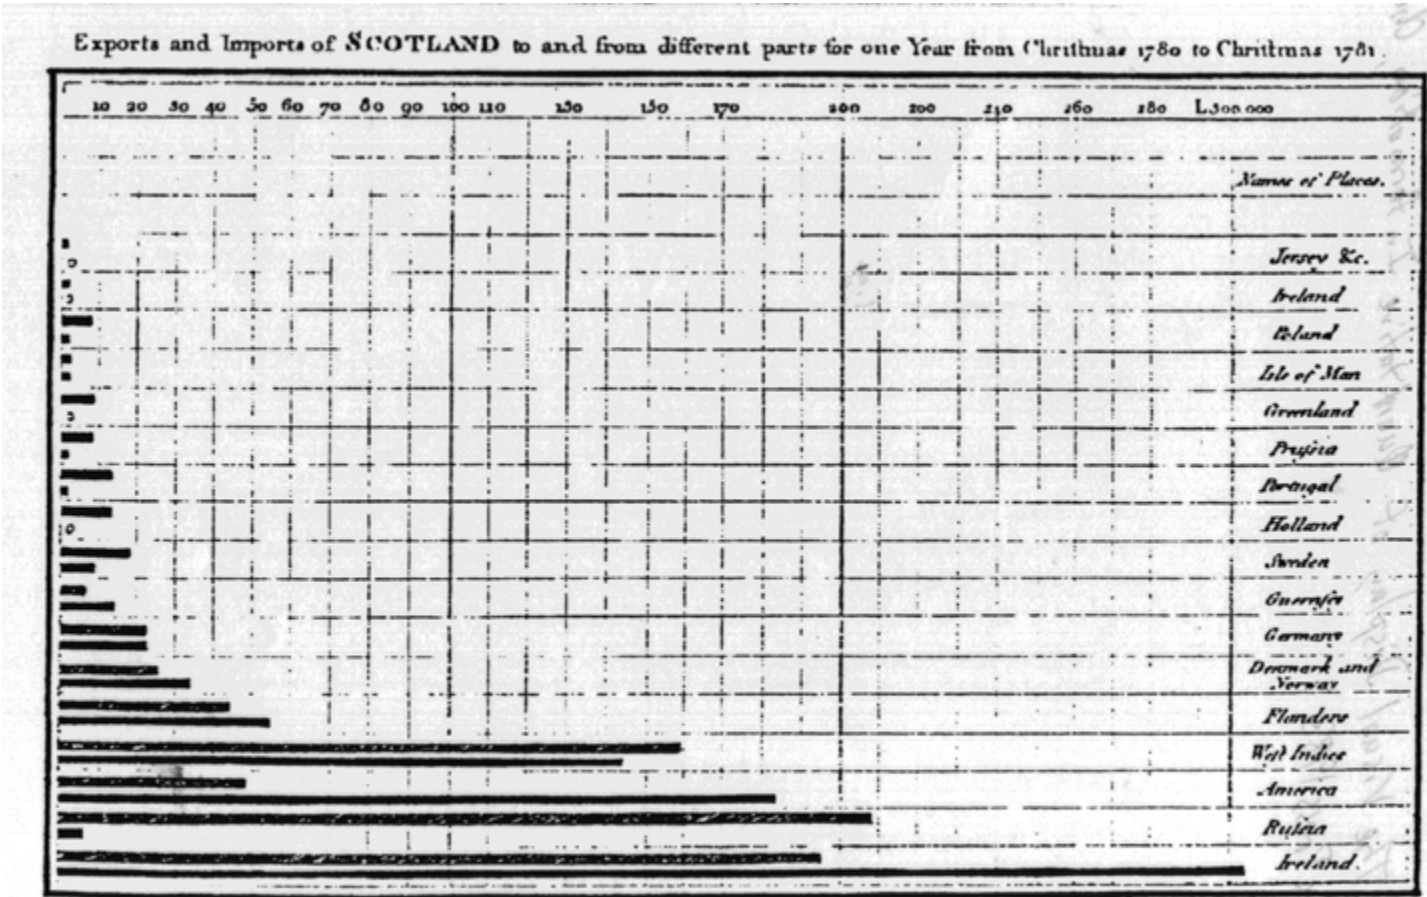 Exports and Imports of SCOTLAND to and from different parts for one Year from Christmas 1780 to Christmas 1781.
10 20 30 40 50 60 70 80 90 100 110 130 150 170 200 200 210 260 280 L300.000
Names of Places.
Jersey &c.
Ireland
Poland
Isle of Man
Greenland
Prussia
Portugal
Holland
Sweden
Guernsey
Germany
Denmark and
Norway
Flanders
West Indies
America
Russia
Ireland.